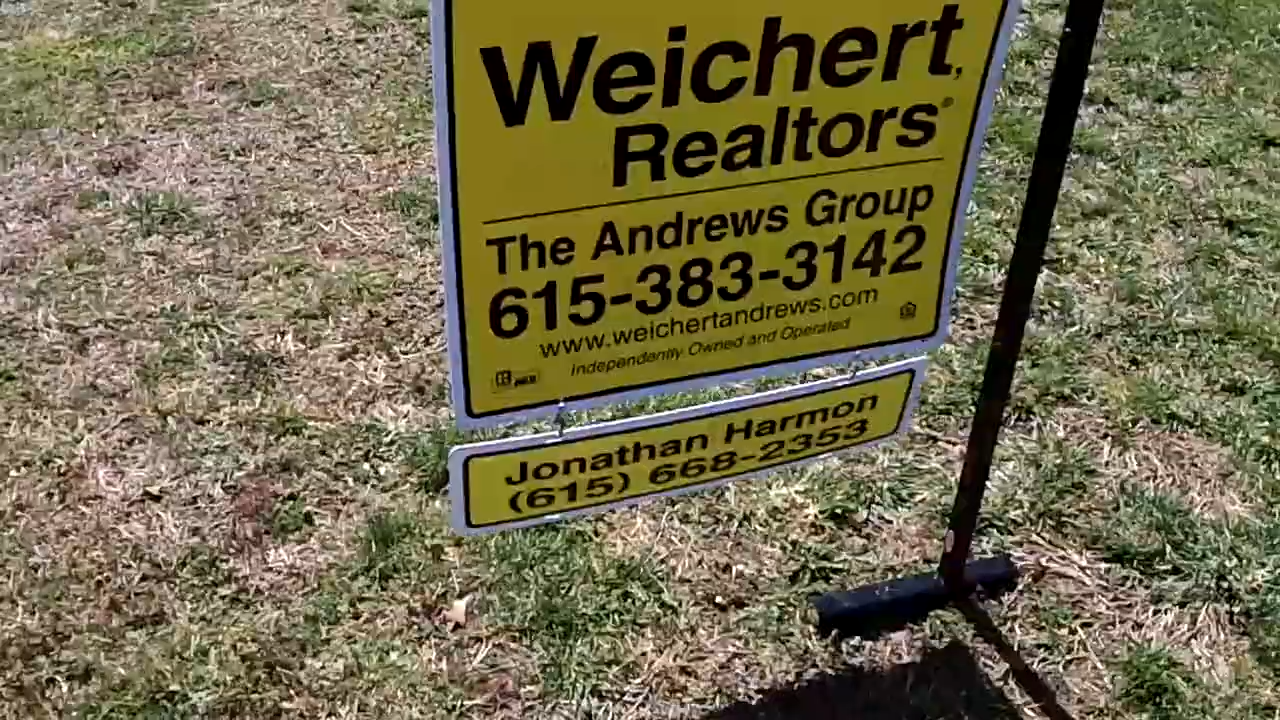 Weichert,
Realtors®
The Andrews Group
615-383-3142
www.weichertandrews.com
Independently Owned and Operated
Jonathan Harmon
(615) 668-2353